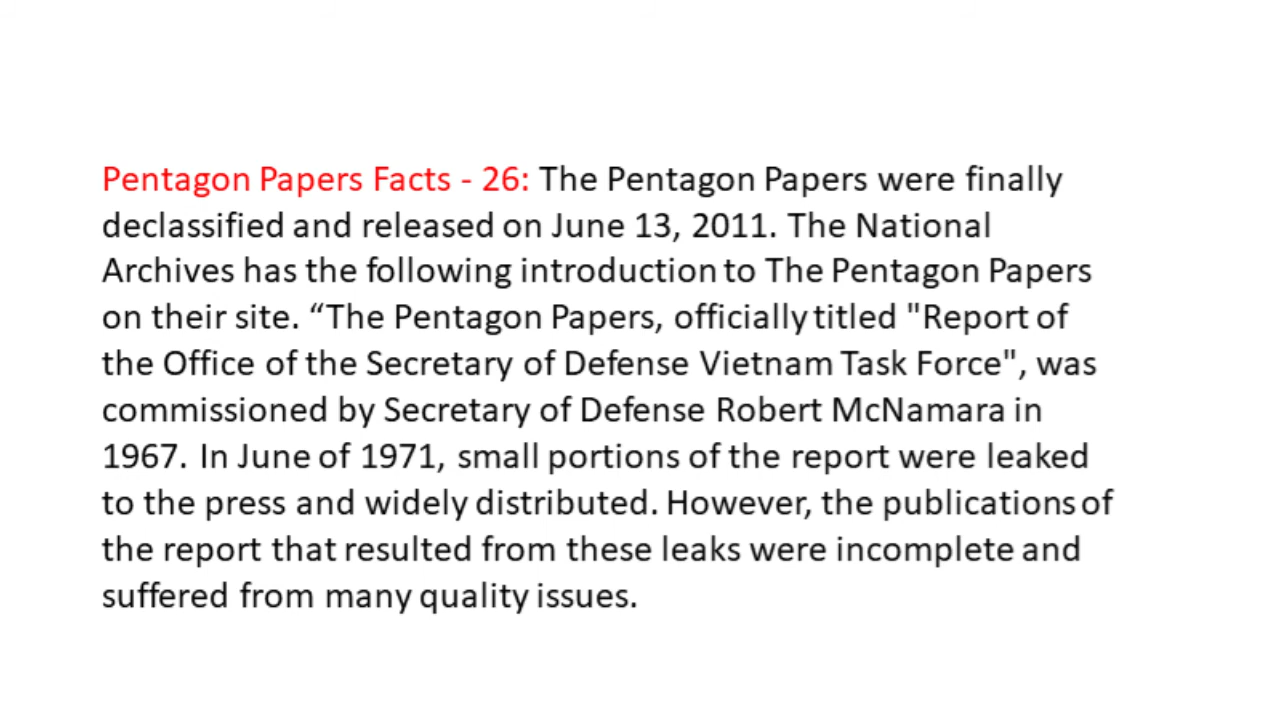 Pentagon Papers Facts - 26: The Pentagon Papers were finally
declassified and released on June 13, 2011. The National
Archives has the following introduction to The Pentagon Papers
on their site. “The Pentagon Papers, officially titled "Report of
the Office of the Secretary of Defense Vietnam Task Force", was
commissioned by Secretary of Defense Robert McNamara in
1967. In June of 1971, small portions of the report were leaked
to the press and widely distributed. However, the publications of
the report that resulted from these leaks were incomplete and
suffered from many quality issues.